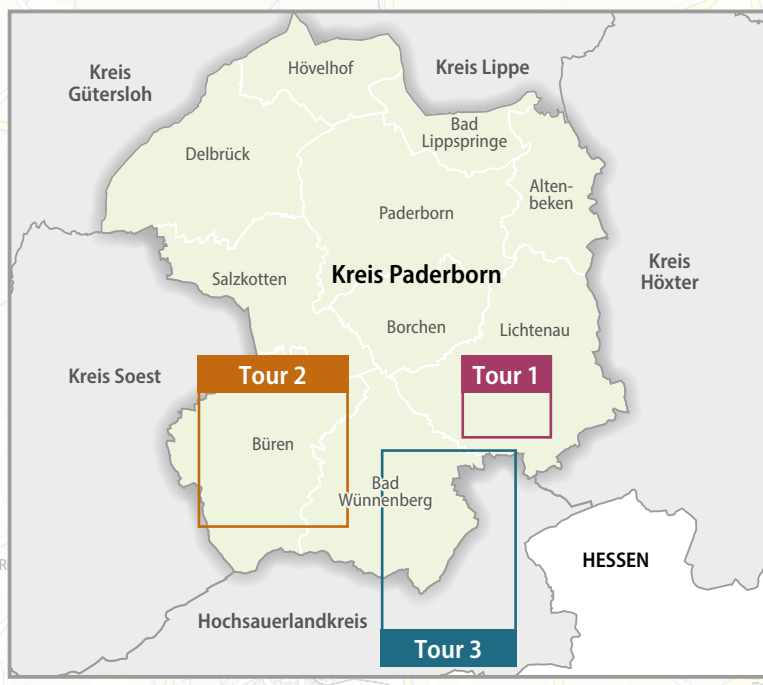 Kreis
Gütersloh
Hövelhof
Kreis Lippe
Bad
Lippspringe
Delbrück
Alten-
beken
Paderborn
Kreis
Höxter
Salzkotten
Kreis Paderborn
Borchen
Lichtenau
Kreis Soest
Tour 2
Tour 1
Büren
Bad
Wünnenberg
HESSEN
Hochsauerlandkreis
Tour 3